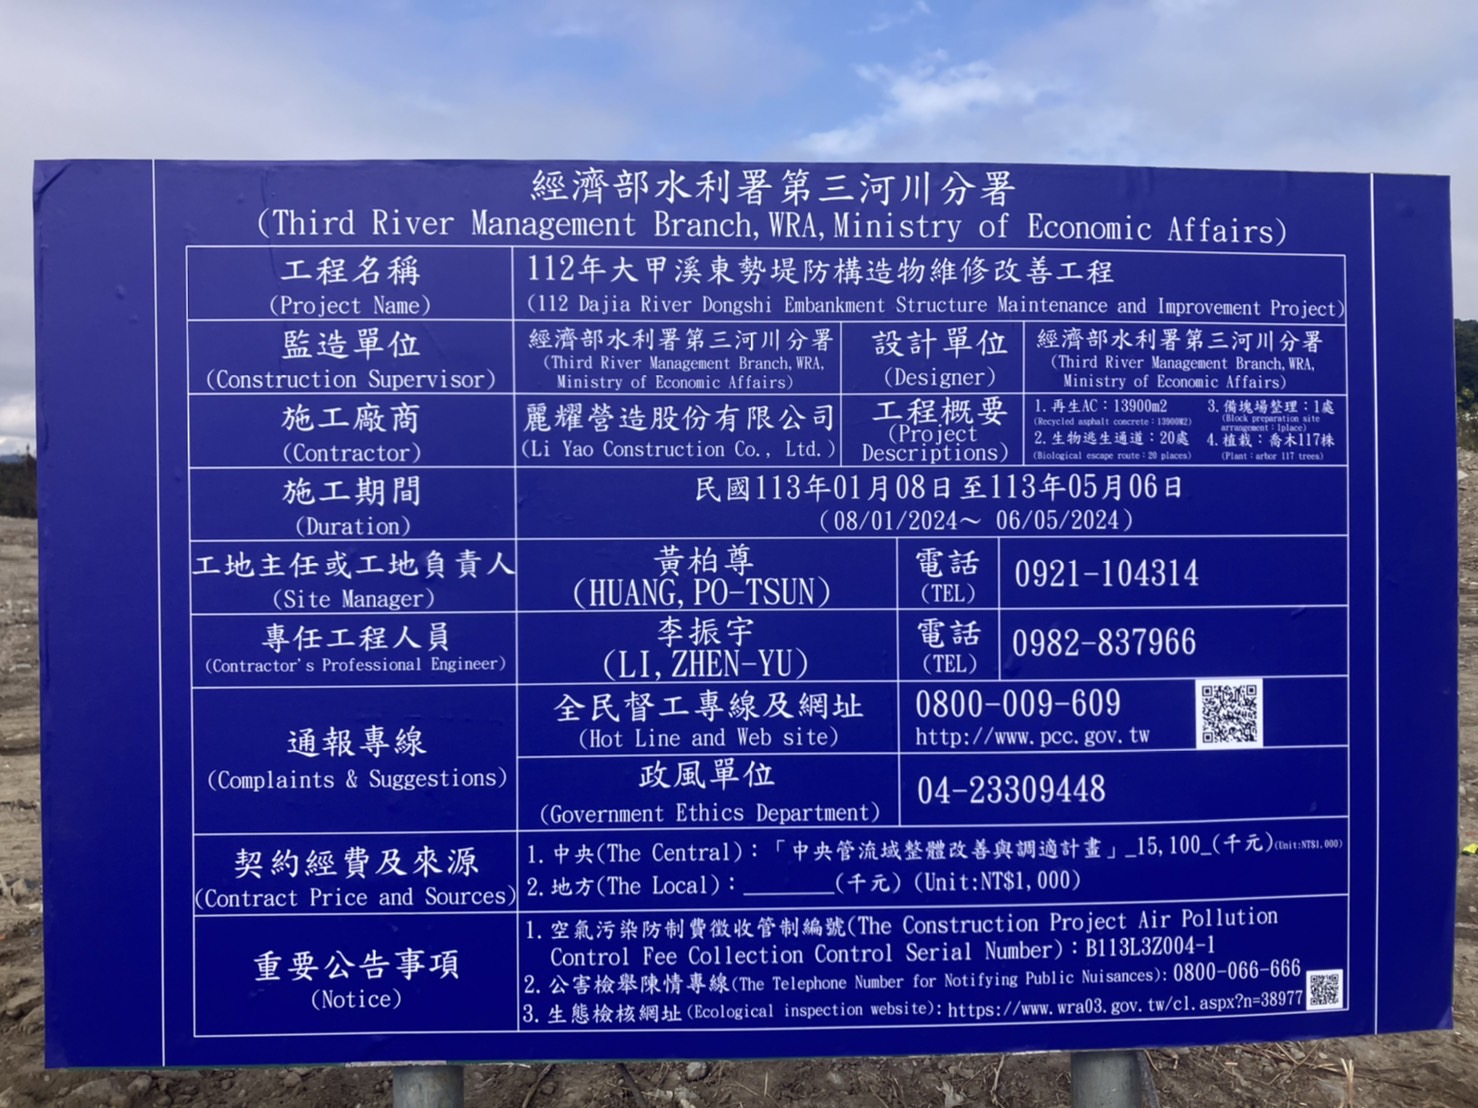 經濟部水利署第三河川分署
(Third River Management Branch, WRA, Ministry of Economic Affairs)
工程名稱
(Project Name)
112年大甲溪東勢堤防構造物維修改善工程
(112 Dajia River Dongshi Embankment Structure Maintenance and Improvement Project)
監造單位
(Construction Supervisor)
經濟部水利署第三河川分署
(Third River Management Branch, WRA,
Ministry of Economic Affairs)
設計單位
(Designer)
經濟部水利署第三河川分署
(Third River Management Branch, WRA,
Ministry of Economic Affairs)
施工廠商
(Contractor)
麗耀營造股份有限公司
(Li Yao Construction Co., Ltd.)
工程概要
(Project
Descriptions)
1.再生AC：13900m2
(Recycled asphalt concrete：13900M2)
2.生物逃生通道：20處
(Biological escape route：20 places)
3.備塊場整理：1處
(Block preparation site
arrangement：1place)
4.植栽：喬木117株
(Plant：arbor 117 trees)
施工期間
(Duration)
民國113年01月08日至113年05月06日
(08/01/2024～ 06/05/2024)
工地主任或工地負責人
(Site Manager)
黃柏尊
(HUANG, PO-TSUN)
電話
(TEL)
0921-104314
專任工程人員
(Contractor's Professional Engineer)
李振宇
(LI, ZHEN-YU)
電話
(TEL)
0982-837966
通報專線
(Complaints & Suggestions)
全民督工專線及網址
(Hot Line and Web site)
0800-009-609
http://www.pcc.gov.tw
政風單位
(Government Ethics Department)
04-23309448
契約經費及來源
(Contract Price and Sources)
1.中央(The Central)：「中央管流域整體改善與調適計畫」_15,100_(千元)(Unit:NT$1,000)
2.地方(The Local)：_______(千元) (Unit:NT$1,000)
重要公告事項
(Notice)
1.空氣污染防制費徵收管制編號(The Construction Project Air Pollution
Control Fee Collection Control Serial Number)：B113L3Z004-1
2.公害檢舉陳情專線(The Telephone Number for Notifying Public Nuisances)：0800-066-666
3.生態檢核網址(Ecological inspection website)：https://www.wra03.gov.tw/cl.aspx?n=38977